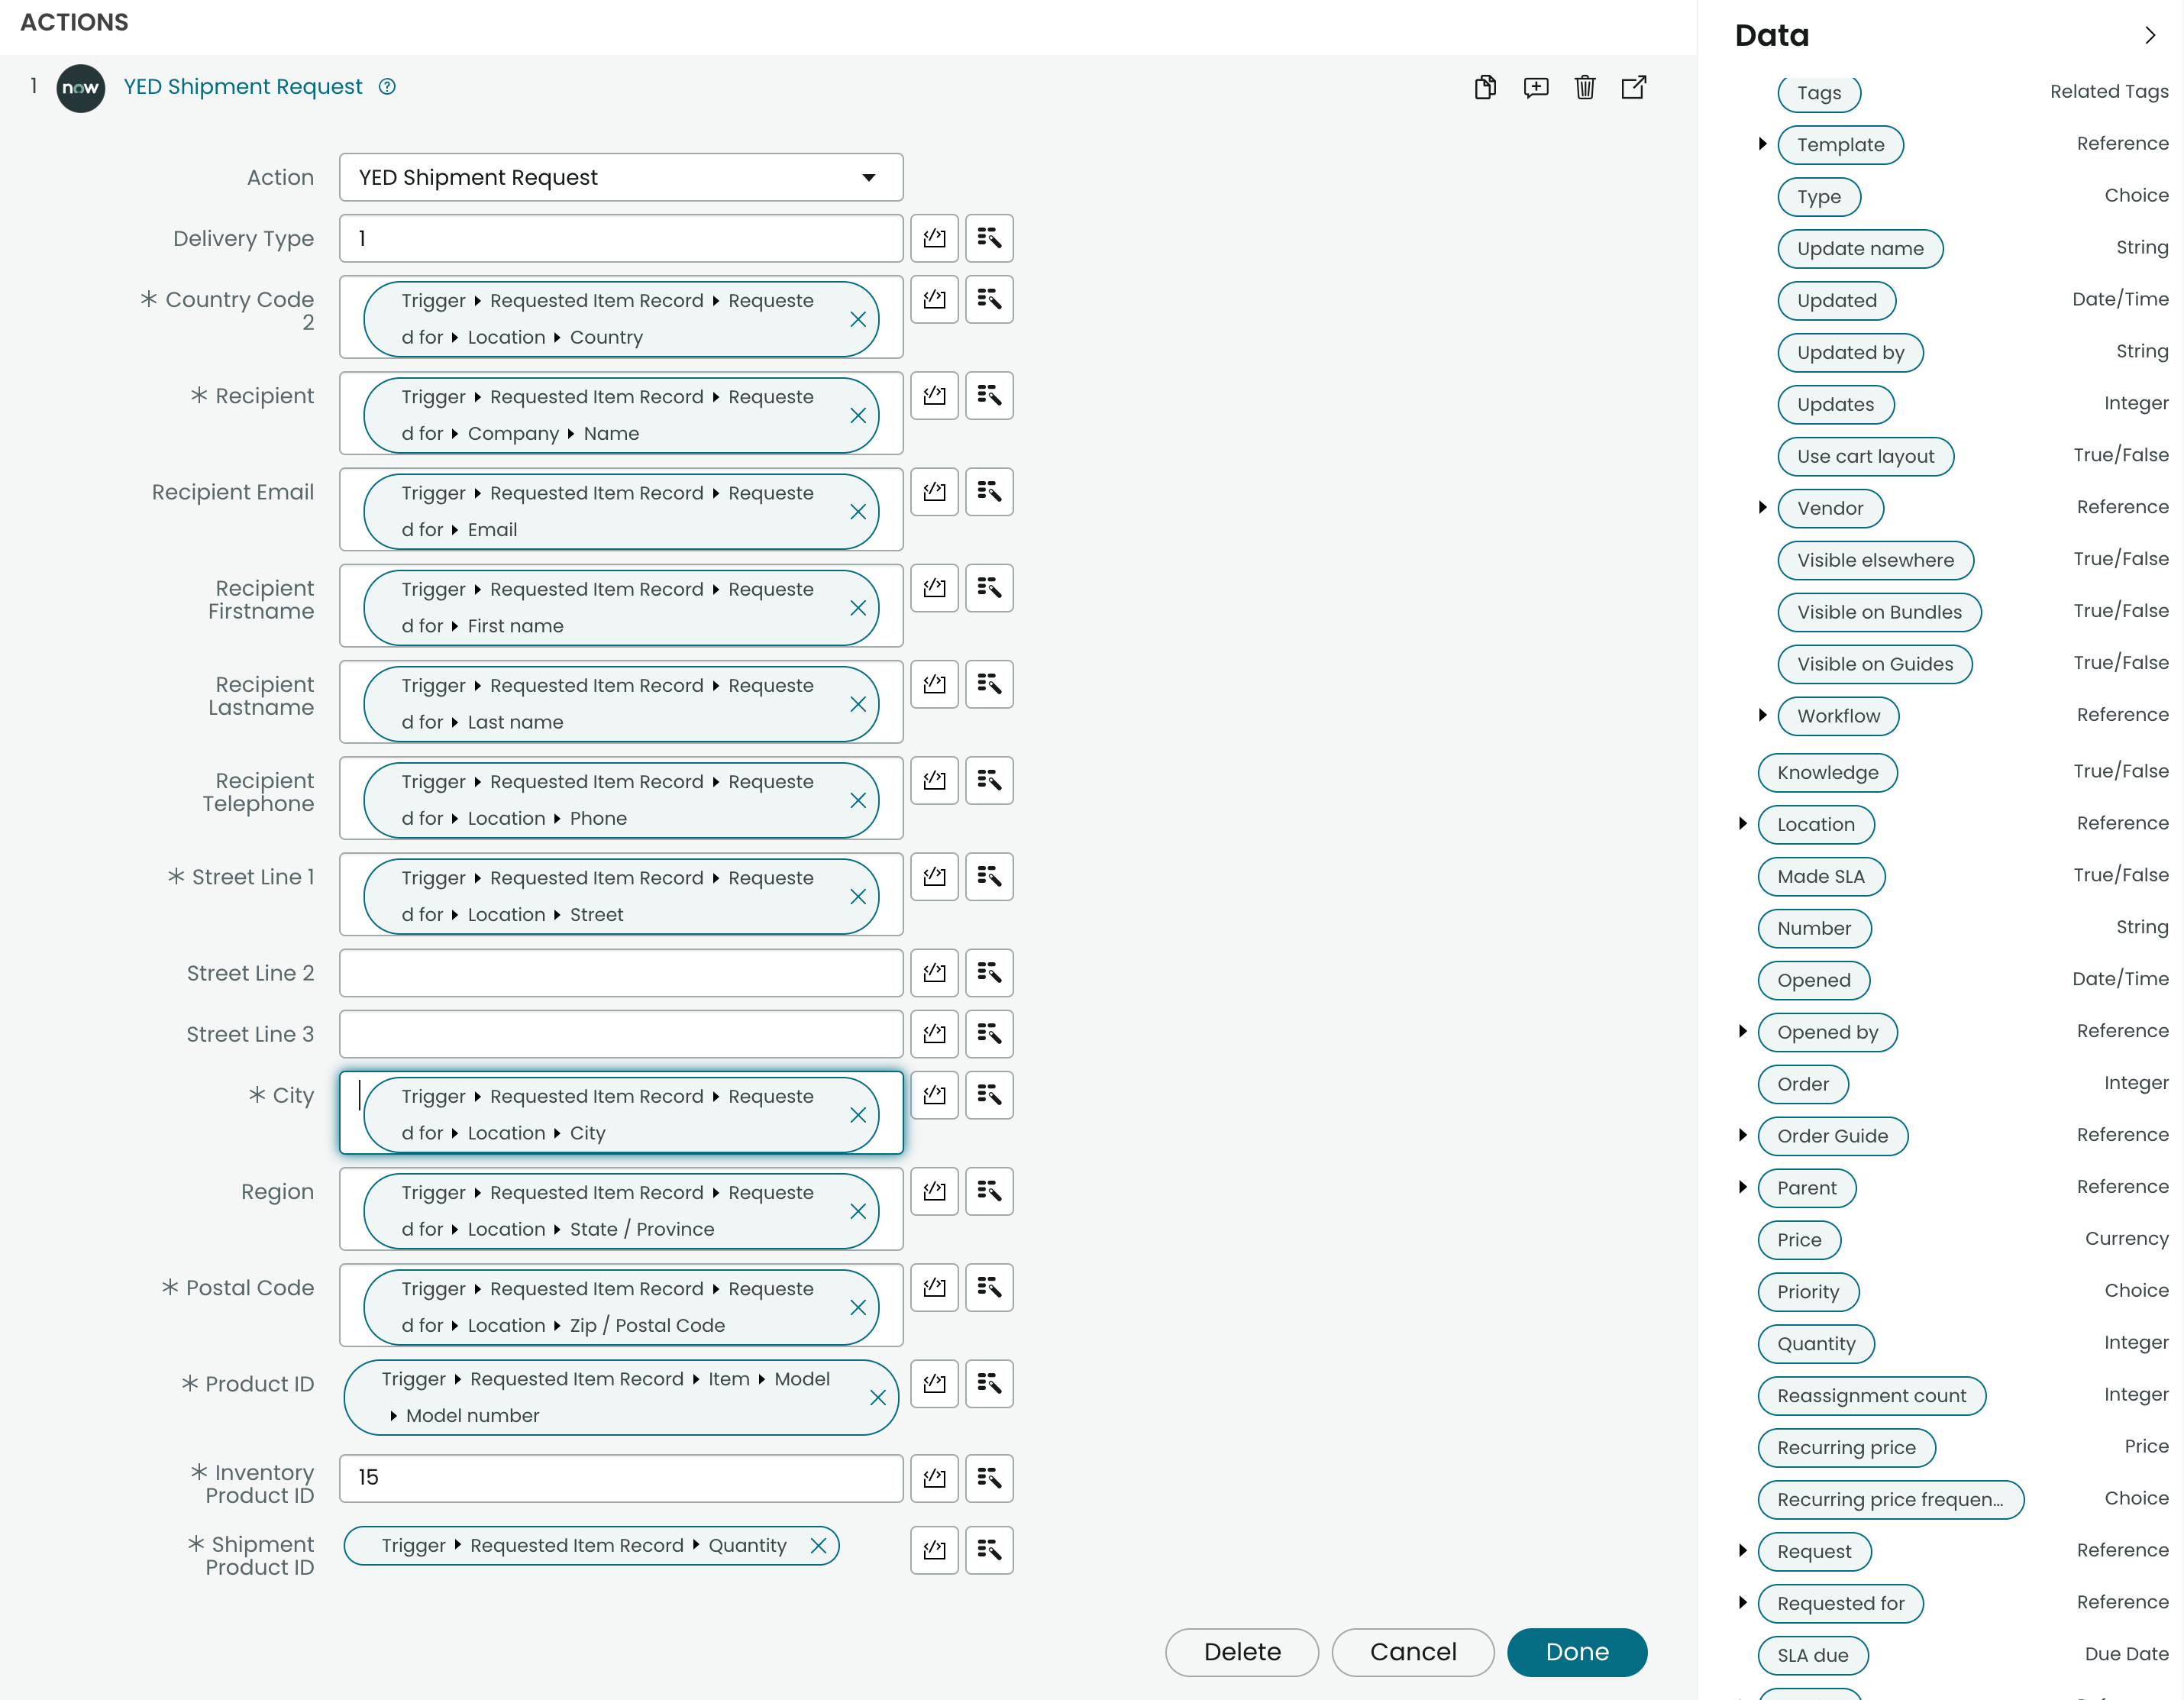 ACTIONS
1 now YED Shipment Request
Action YED Shipment Request
Delivery Type 1
* Country Code
2
Trigger ▸ Requested Item Record ▸ Requeste
d for ▸ Location ▸ Country
* Recipient
Trigger ▸ Requested Item Record ▸ Requeste
d for ▸ Company ▸ Name
Recipient Email
Trigger ▸ Requested Item Record ▸ Requeste
d for ▸ Email
Recipient
Firstname
Trigger ▸ Requested Item Record ▸ Requeste
d for ▸ First name
Recipient
Lastname
Trigger ▸ Requested Item Record ▸ Requeste
d for ▸ Last name
Recipient
Telephone
Trigger ▸ Requested Item Record ▸ Requeste
d for ▸ Location ▸ Phone
* Street Line 1
Trigger ▸ Requested Item Record ▸ Requeste
d for ▸ Location ▸ Street
Street Line 2
Street Line 3
* City
Trigger ▸ Requested Item Record ▸ Requeste
d for ▸ Location ▸ City
Region
Trigger ▸ Requested Item Record ▸ Requeste
d for ▸ Location ▸ State / Province
* Postal Code
Trigger ▸ Requested Item Record ▸ Requeste
d for ▸ Location ▸ Zip / Postal Code
* Product ID
Trigger ▸ Requested Item Record ▸ Item ▸ Model
▸ Model number
* Inventory
Product ID
15
* Shipment
Product ID
Trigger ▸ Requested Item Record ▸ Quantity
Delete Cancel Done
Data
Tags Related Tags
Template Reference
Type Choice
Update name String
Updated Date/Time
Updated by String
Updates Integer
Use cart layout True/False
Vendor Reference
Visible elsewhere True/False
Visible on Bundles True/False
Visible on Guides True/False
Workflow Reference
Knowledge True/False
Location Reference
Made SLA True/False
Number String
Opened Date/Time
Opened by Reference
Order Integer
Order Guide Reference
Parent Reference
Price Currency
Priority Choice
Quantity Integer
Reassignment count Integer
Recurring price Price
Recurring price frequen... Choice
Request Reference
Requested for Reference
SLA due Due Date